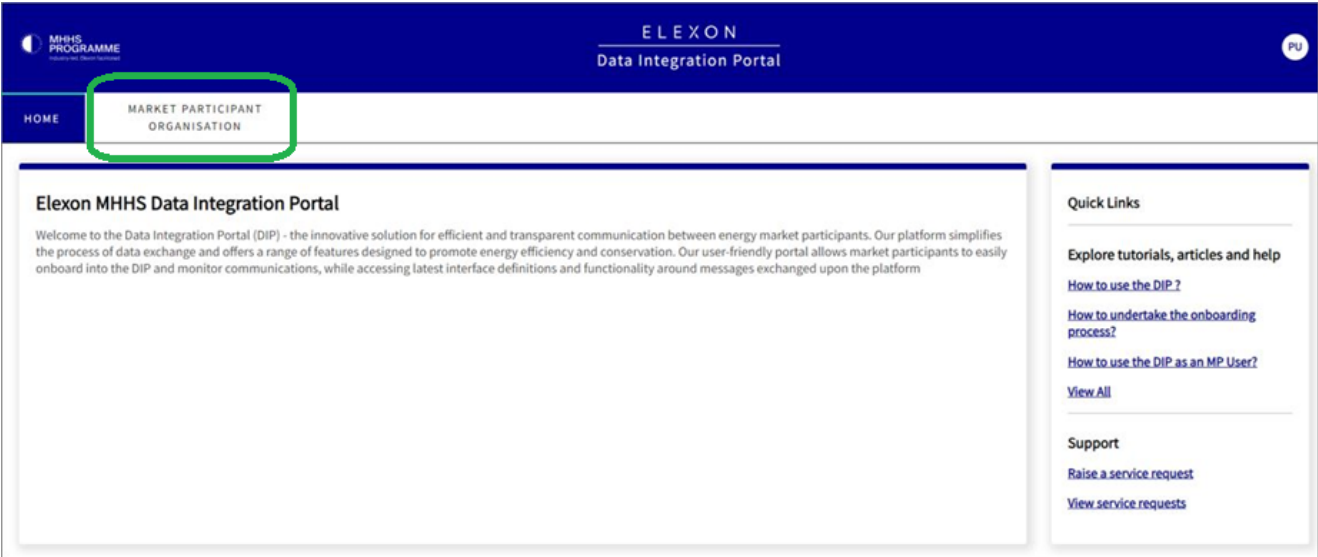 MHHS
PROGRAMME
Industry-led, Elexon facilitated
ELEXON
Data Integration Portal
PU
HOME
MARKET PARTICIPANT
ORGANISATION
Elexon MHHS Data Integration Portal
Welcome to the Data Integration Portal (DIP) - the innovative solution for efficient and transparent communication between energy market participants. Our platform simplifies
the process of data exchange and offers a range of features designed to promote energy efficiency and conservation. Our user-friendly portal allows market participants to easily
onboard into the DIP and monitor communications, while accessing latest interface definitions and functionality around messages exchanged upon the platform
Quick Links
Explore tutorials, articles and help
How to use the DIP ?
How to undertake the onboarding
process?
How to use the DIP as an MP User?
View All
Support
Raise a service request
View service requests